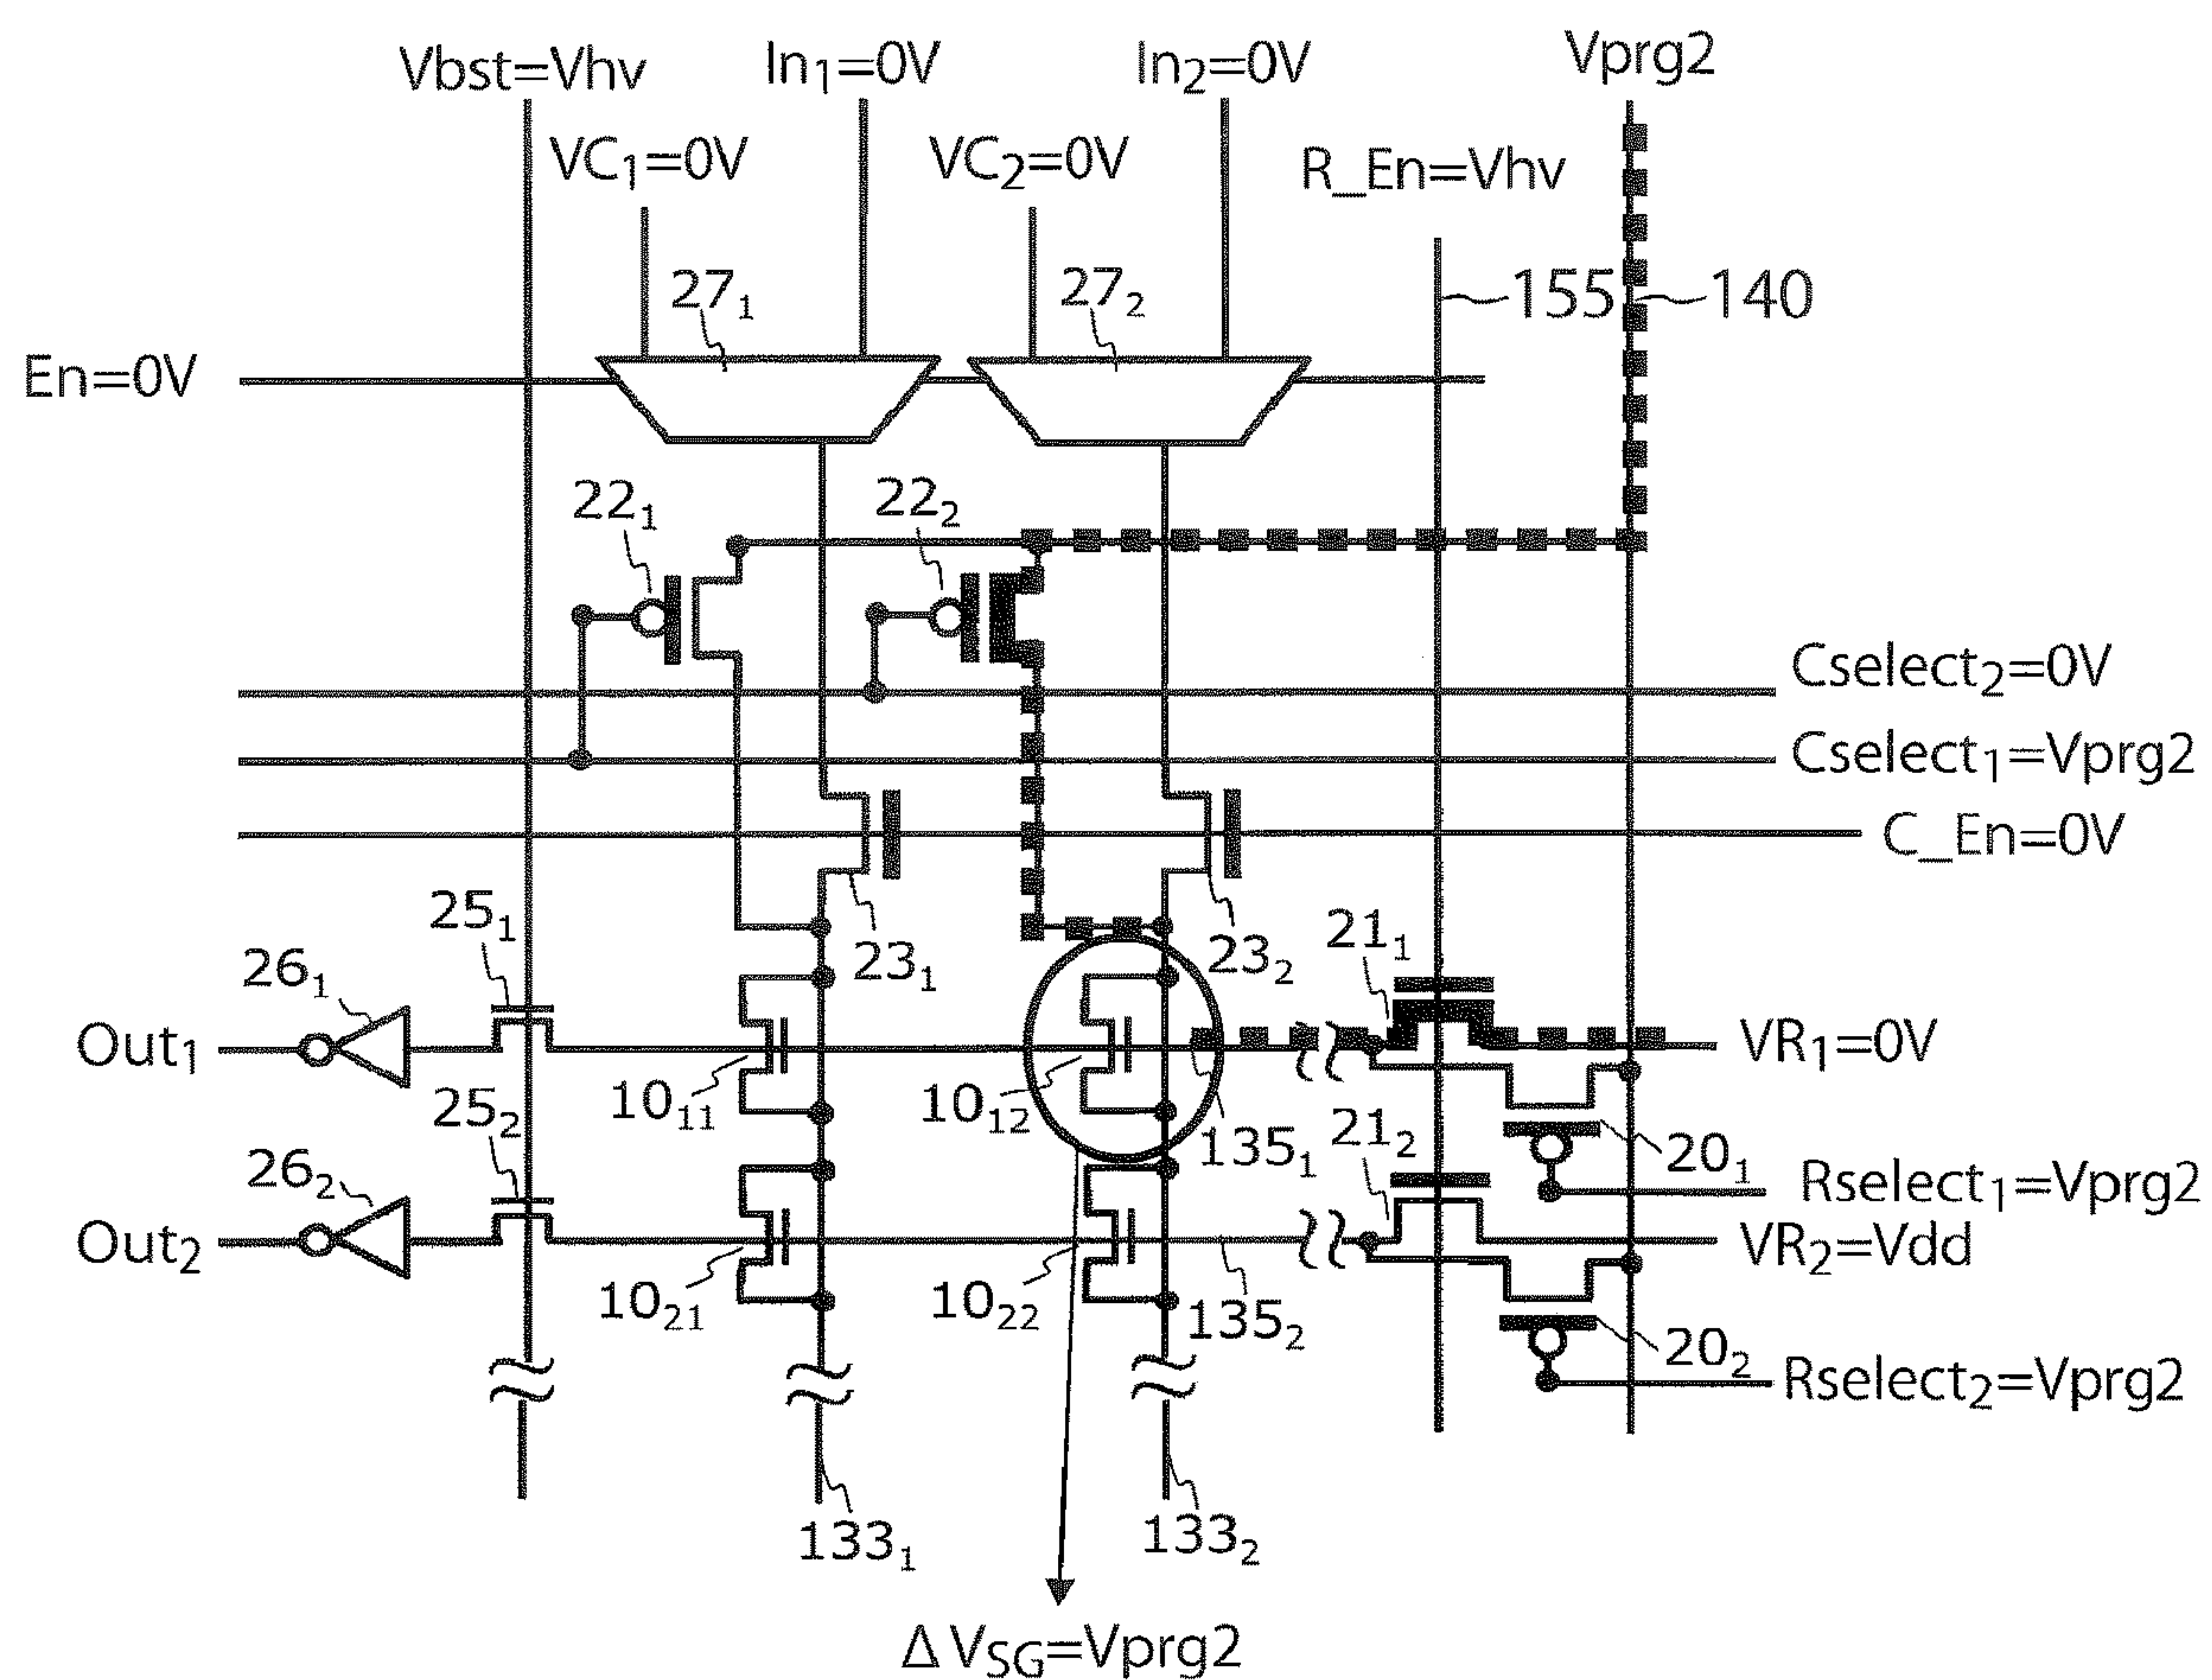 Vbst=Vhv
In₁=0V
In₂=0V
Vprg2
VC₁=0V
VC₂=0V
R_En=Vhv
27₁
27₂
155
140
En=0V
22₁
22₂
Cselect₂=0V
Cselect₁=Vprg2
C_En=0V
25₁
26₁
23₁
23₂
21₁
Out₁
VR₁=0V
10₁₁
10₁₂
25₂
135₁
21₂
20₁
26₂
Rselect₁=Vprg2
Out₂
VR₂=Vdd
10₂₁
10₂₂
135₂
20₂
Rselect₂=Vprg2
133₁
133₂
Δ V_SG=Vprg2